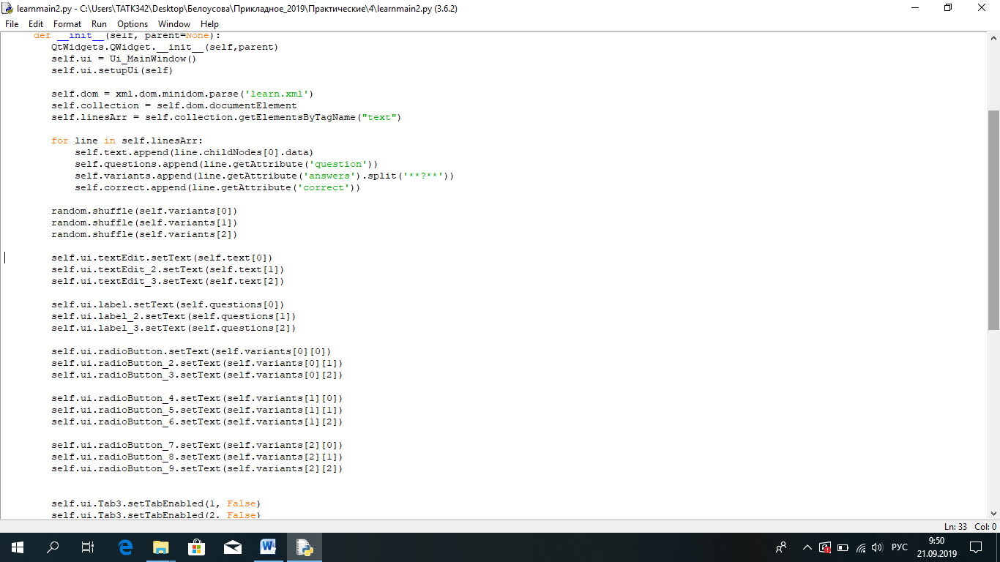 learnmain2.py - C:\Users\TATK342\Desktop\Белоусова\Прикладное_2019\Практические\4\learnmain2.py (3.6.2)
File Edit Format Run Options Window Help
def __init__(self, parent=None):
QtWidgets.QWidget.__init__(self,parent)
self.ui = Ui_MainWindow()
self.ui.setupUi(self)
self.dom = xml.dom.minidom.parse('learn.xml')
self.collection = self.dom.documentElement
self.linesArr = self.collection.getElementsByTagName("text")
for line in self.linesArr:
self.text.append(line.childNodes[0].data)
self.questions.append(line.getAttribute('question'))
self.variants.append(line.getAttribute('answers').split('**?**'))
self.correct.append(line.getAttribute('correct'))
random.shuffle(self.variants[0])
random.shuffle(self.variants[1])
random.shuffle(self.variants[2])
self.ui.textEdit.setText(self.text[0])
self.ui.textEdit_2.setText(self.text[1])
self.ui.textEdit_3.setText(self.text[2])
self.ui.label.setText(self.questions[0])
self.ui.label_2.setText(self.questions[1])
self.ui.label_3.setText(self.questions[2])
self.ui.radioButton.setText(self.variants[0][0])
self.ui.radioButton_2.setText(self.variants[0][1])
self.ui.radioButton_3.setText(self.variants[0][2])
self.ui.radioButton_4.setText(self.variants[1][0])
self.ui.radioButton_5.setText(self.variants[1][1])
self.ui.radioButton_6.setText(self.variants[1][2])
self.ui.radioButton_7.setText(self.variants[2][0])
self.ui.radioButton_8.setText(self.variants[2][1])
self.ui.radioButton_9.setText(self.variants[2][2])
self.ui.Tab3.setTabEnabled(1, False)
self.ui.Tab3.setTabEnabled(2, False)
Ln: 33 Col: 0
РУС
9:50
21.09.2019